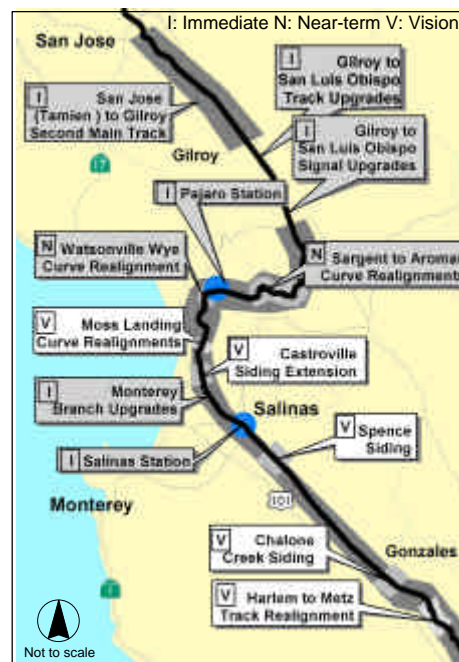 I: Immediate N: Near-term V: Vision
San Jose
I
Gilroy to
San Luis Obispo
Track Upgrades
I
San Jose
(Tamien ) to Gilroy
Second Main Track
I
Gilroy to
San Luis Obispo
Signal Upgrades
17
Gilroy
I Pajaro Station
N Watsonville Wye
Curve Realignment
N Sargent to Aromas
Curve Realignments
V Moss Landing
Curve Realignments
V Castroville
Siding Extension
I Monterey
Branch Upgrades
Salinas
V Spence
Siding
I Salinas Station
101
Monterey
V Chalone
Creek Siding
Gonzales
V Harlem to Metz
Track Realignment
1
Not to scale